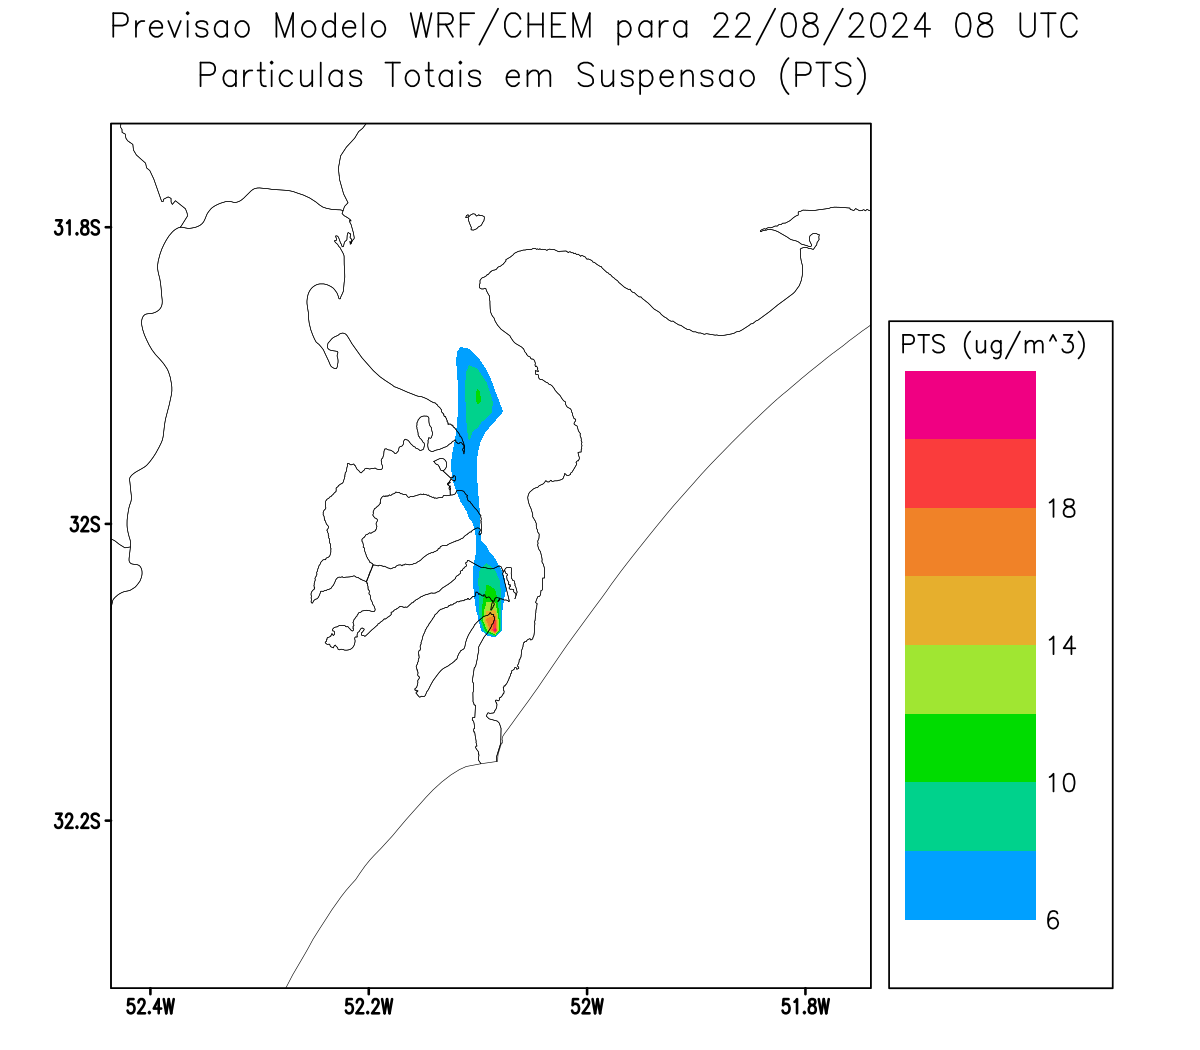 Previsao Modelo WRF/CHEM para 22/08/2024 08 UTC
Particulas Totais em Suspensao (PTS)
31.8S
32S
32.2S
52.4W
52.2W
52W
51.8W
PTS (ug/m^3)
18
14
10
6